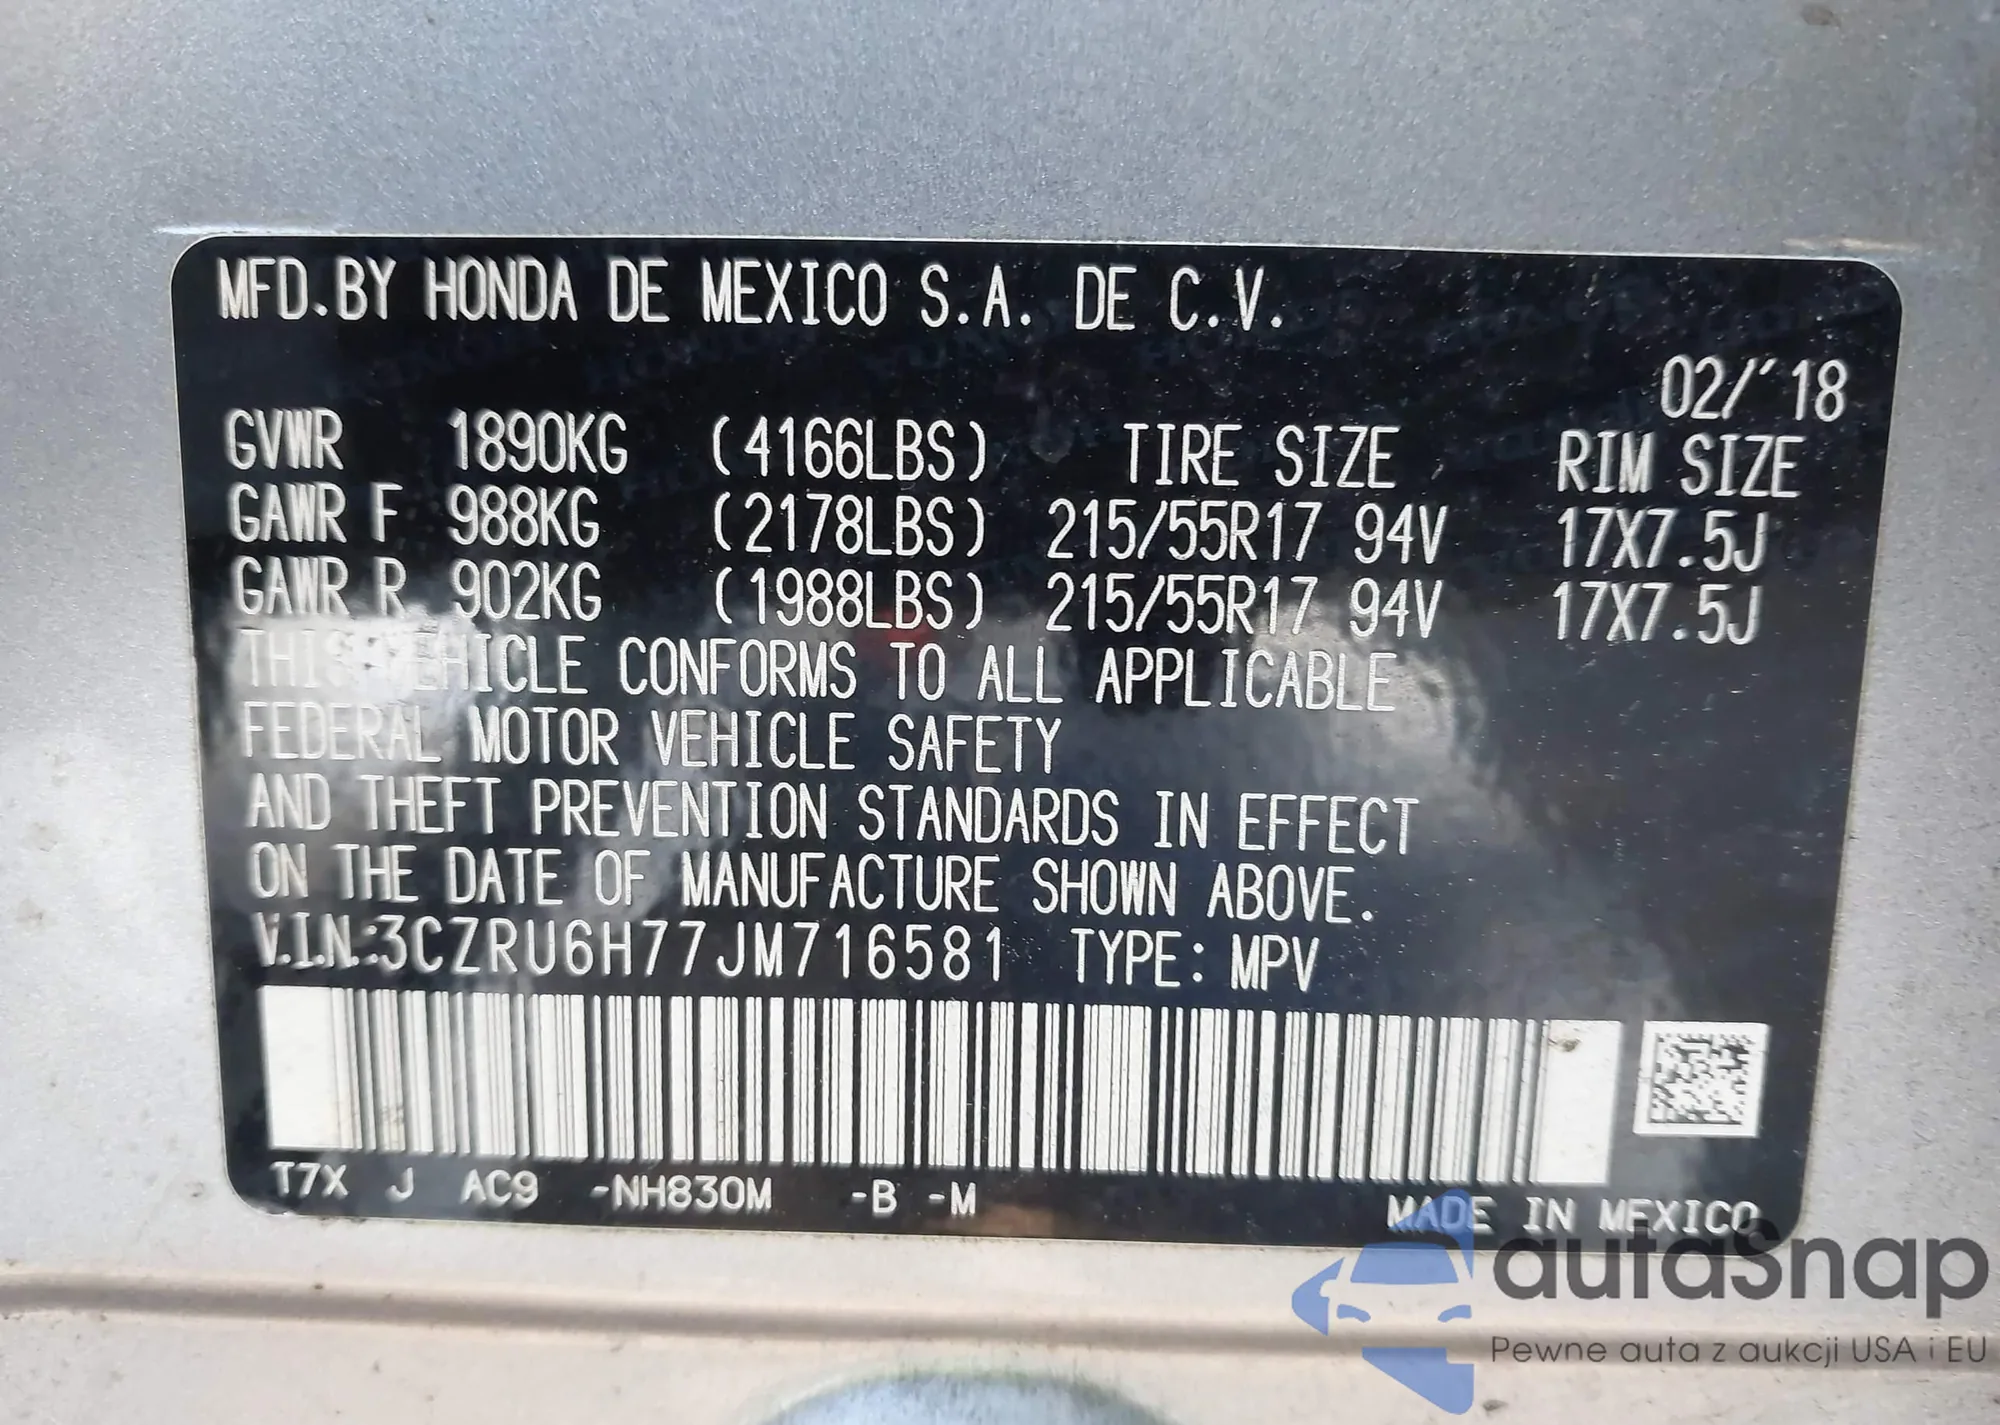 MFD.BY HONDA DE MEXICO S.A. DE C.V.
02/'18
GVWR 1890KG (4166LBS) TIRE SIZE RIM SIZE
GAWR F 988KG (2178LBS) 215/55R17 94V 17X7.5J
GAWR R 902KG (1988LBS) 215/55R17 94V 17X7.5J
THIS VEHICLE CONFORMS TO ALL APPLICABLE
FEDERAL MOTOR VEHICLE SAFETY
AND THEFT PREVENTION STANDARDS IN EFFECT
ON THE DATE OF MANUFACTURE SHOWN ABOVE.
V.I.N.:3CZRU6H77JM716581 TYPE: MPV
T7X J AC9 -NH830M -B -M
MADE IN MEXICO
autaSnap
Pewne auta z aukcji USA i EU